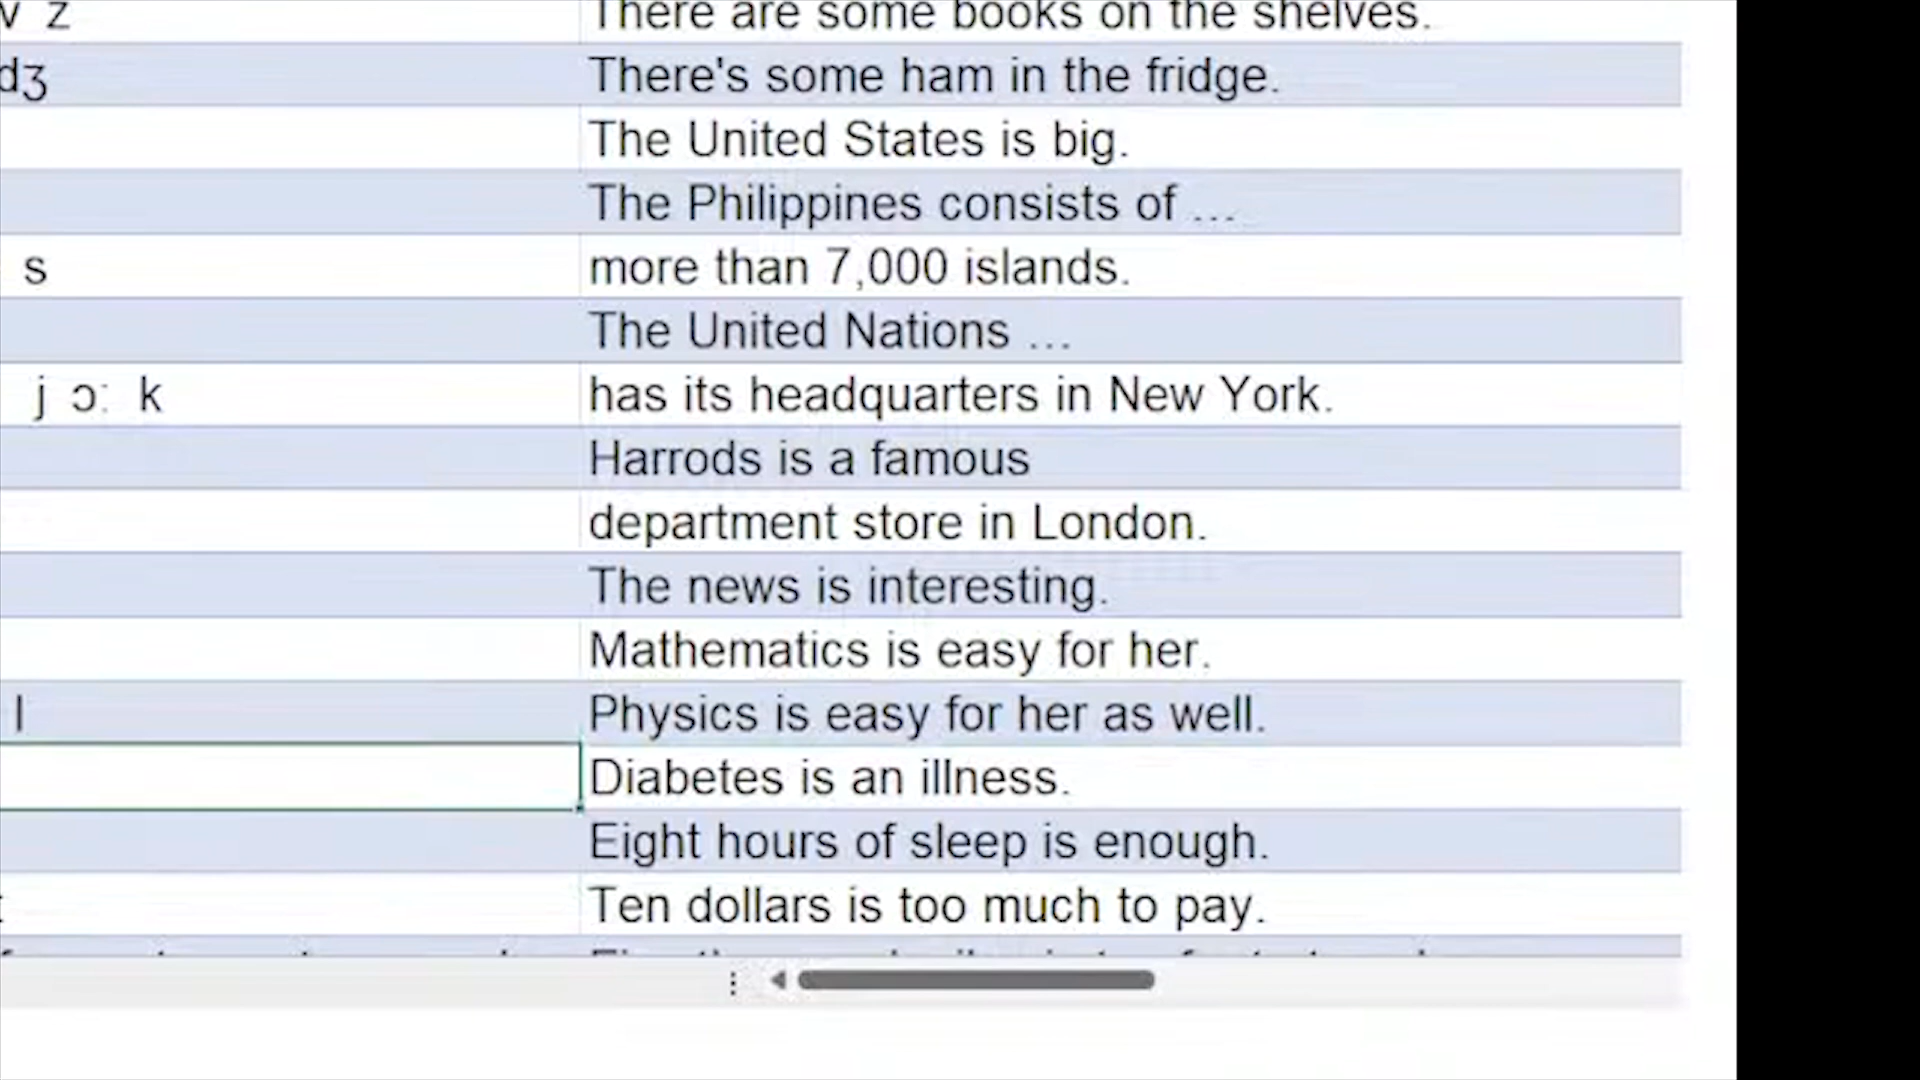 v z There are some books on the shelves.
dʒ There's some ham in the fridge.
The United States is big.
The Philippines consists of ...
s more than 7,000 islands.
The United Nations ...
j ɔː k has its headquarters in New York.
Harrods is a famous
department store in London.
The news is interesting.
Mathematics is easy for her.
l Physics is easy for her as well.
Diabetes is an illness.
Eight hours of sleep is enough.
Ten dollars is too much to pay.